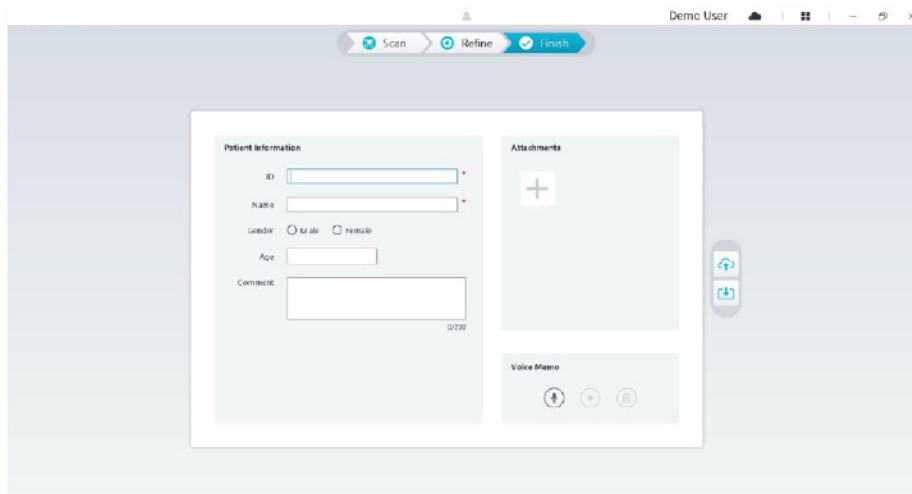 Demo User
Scan
Refine
Finish
Patient Information
ID
*
Name
*
Gender
Male
Female
Age
Comment
0/200
Attachments
Voice Memo